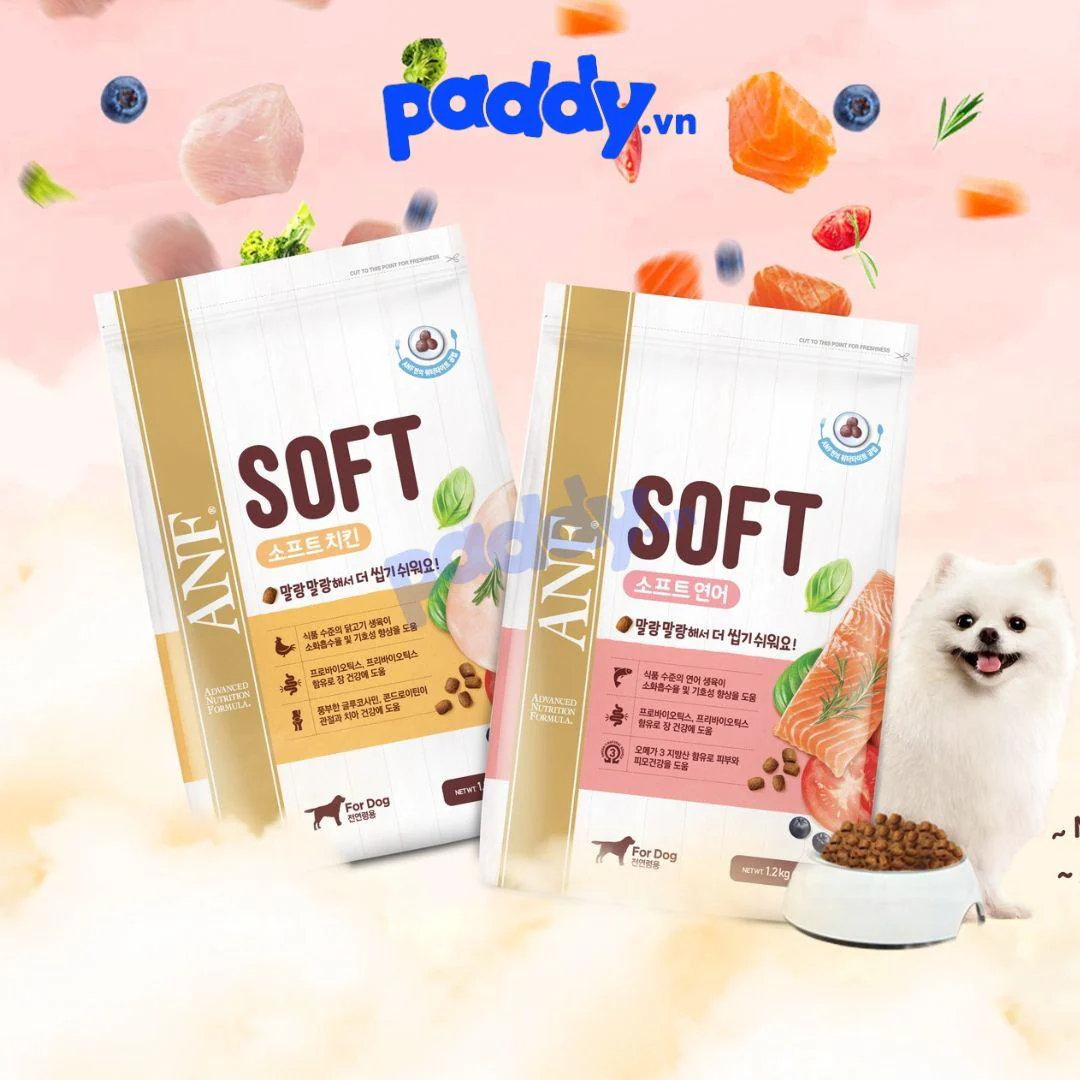 paddy.vn
CUT TO THIS POINT FOR FRESHNESS
SOFT
소프트 치킨
말랑말랑해서 더 씹기 쉬워요!
식품 수준의 닭고기 생육이
소화흡수율 및 기호성 향상을 도움
프로바이오틱스, 프리바이오틱스
함유로 장 건강에 도움
풍부한 글루코사민, 콘드로이틴이
관절과 치아 건강에 도움
ANF®
ADVANCED
NUTRITION
FORMULA.
For Dog
전연령용
NET WT. 1.
CUT TO THIS POINT FOR FRESHNESS
SOFT
소프트 연어
말랑말랑해서 더 씹기 쉬워요!
식품 수준의 연어 생육이
소화흡수율 및 기호성 향상을 도움
프로바이오틱스, 프리바이오틱스
함유로 장 건강에 도움
3
오메가 3 지방산 함유로 피부와
피모건강을 도움
ANF®
ADVANCED
NUTRITION
FORMULA.
For Dog
전연령용
NET WT. 1.2kg
paddy.vn